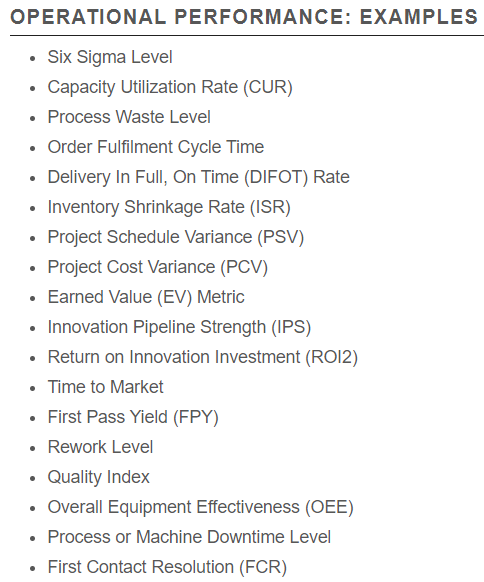 OPERATIONAL PERFORMANCE: EXAMPLES
• Six Sigma Level
• Capacity Utilization Rate (CUR)
• Process Waste Level
• Order Fulfilment Cycle Time
• Delivery In Full, On Time (DIFOT) Rate
• Inventory Shrinkage Rate (ISR)
• Project Schedule Variance (PSV)
• Project Cost Variance (PCV)
• Earned Value (EV) Metric
• Innovation Pipeline Strength (IPS)
• Return on Innovation Investment (ROI2)
• Time to Market
• First Pass Yield (FPY)
• Rework Level
• Quality Index
• Overall Equipment Effectiveness (OEE)
• Process or Machine Downtime Level
• First Contact Resolution (FCR)